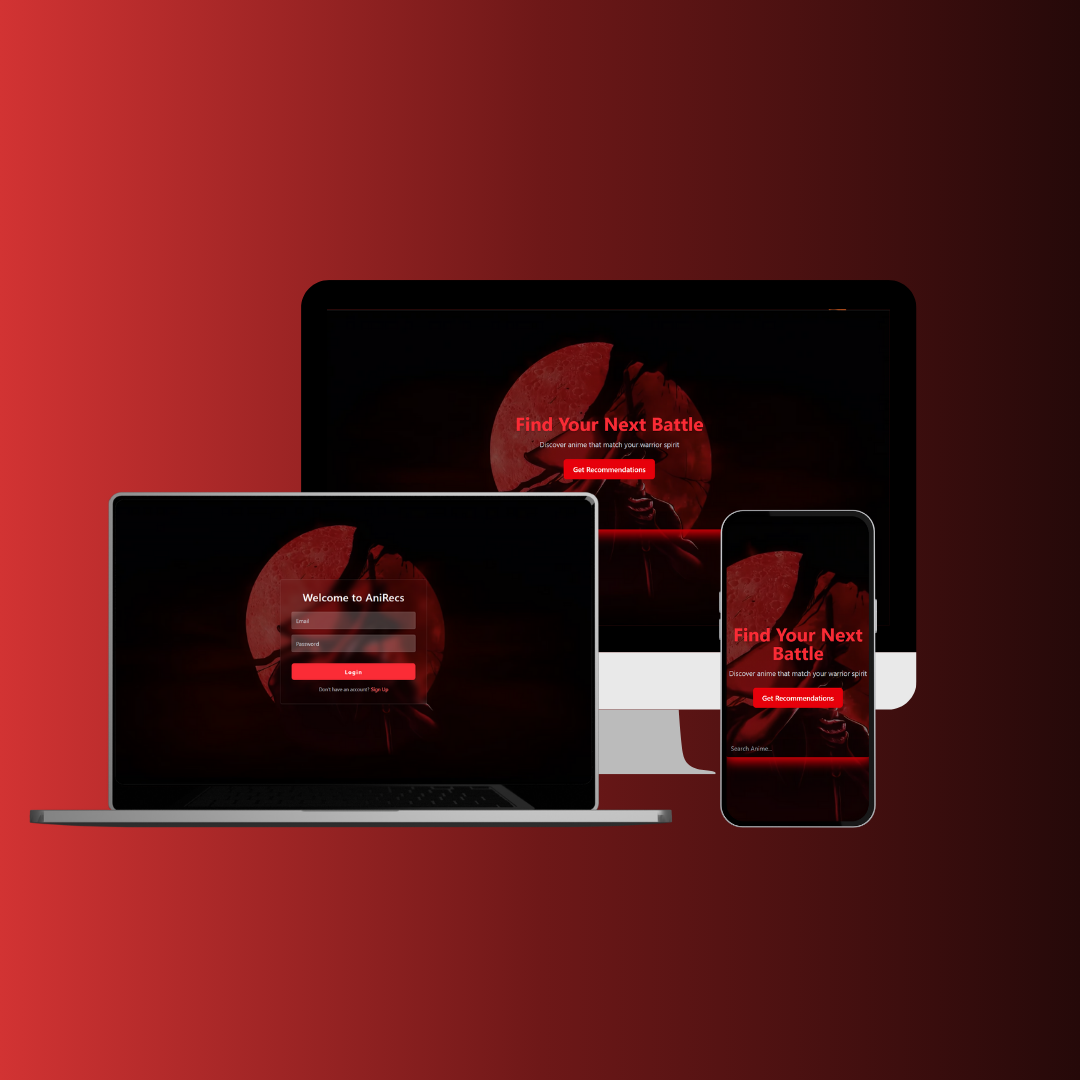 Find Your Next Battle
Discover anime that match your warrior spirit
Get Recommendations
Welcome to AniRecs
Email
Password
Login
Don't have an account? Sign Up
Find Your Next
Battle
Discover anime that match your warrior spirit
Get Recommendations
Search Anime...